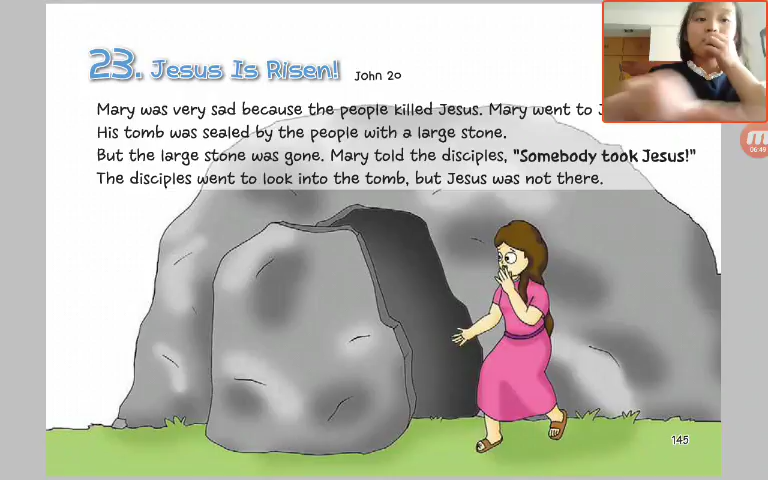 23. Jesus Is Risen! John 20
Mary was very sad because the people killed Jesus. Mary went to
His tomb was sealed by the people with a large stone.
But the large stone was gone. Mary told the disciples, "Somebody took Jesus!"
The disciples went to look into the tomb, but Jesus was not there.
06:49
145